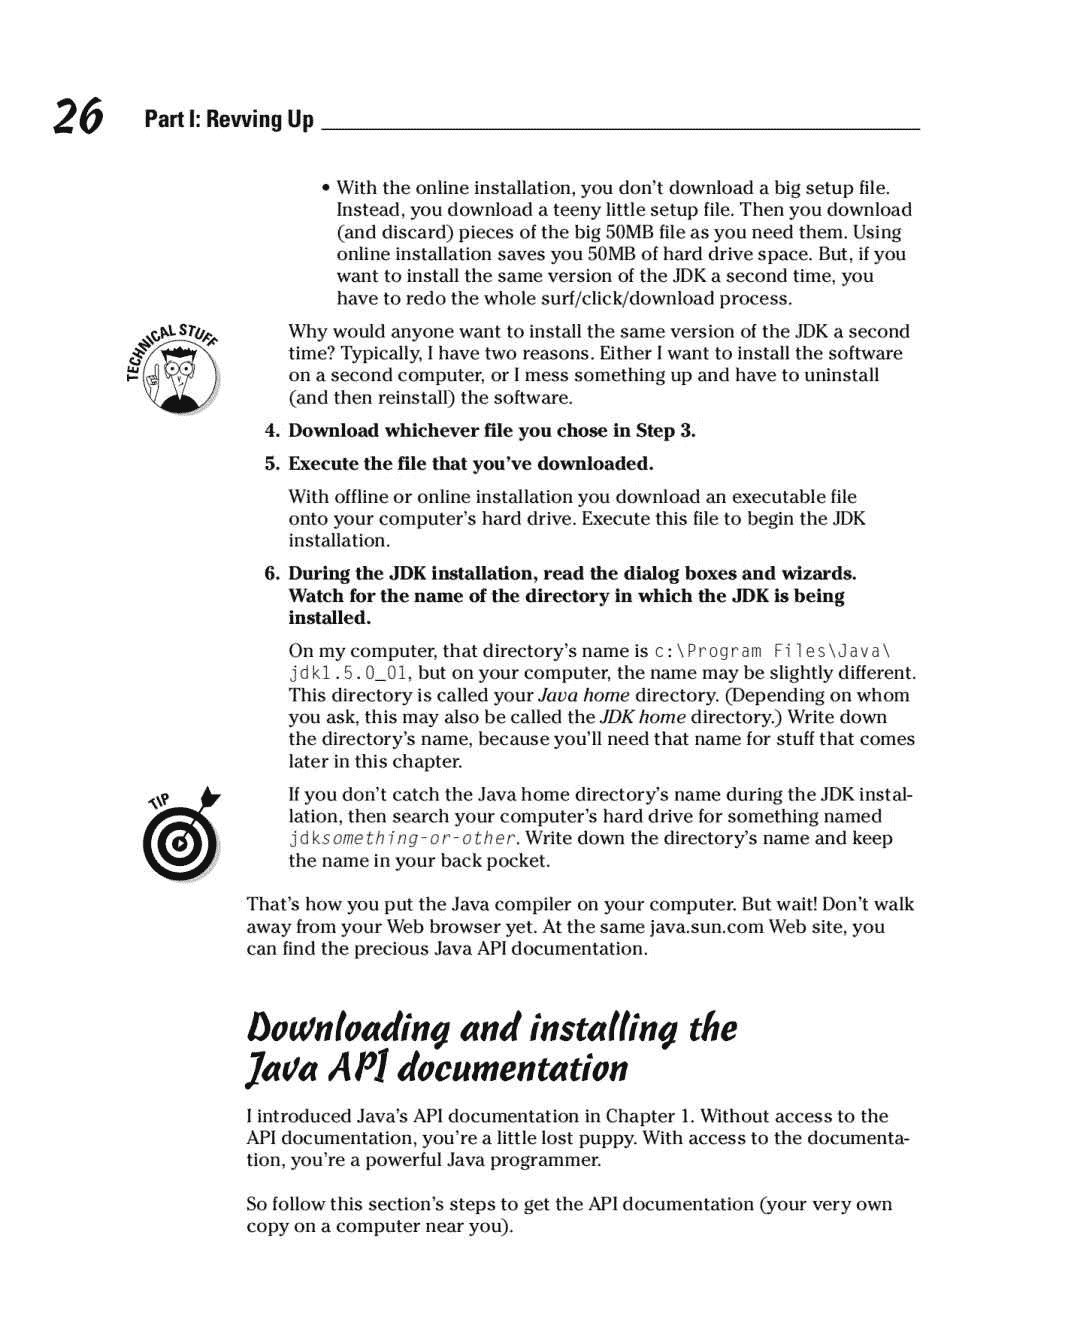 26 Part I: Revving Up
• With the online installation, you don't download a big setup file.
Instead, you download a teeny little setup file. Then you download
(and discard) pieces of the big 50MB file as you need them. Using
online installation saves you 50MB of hard drive space. But, if you
want to install the same version of the JDK a second time, you
have to redo the whole surf/click/download process.
TECHNICAL STUFF
Why would anyone want to install the same version of the JDK a second
time? Typically, I have two reasons. Either I want to install the software
on a second computer, or I mess something up and have to uninstall
(and then reinstall) the software.
4. Download whichever file you chose in Step 3.
5. Execute the file that you've downloaded.
With offline or online installation you download an executable file
onto your computer's hard drive. Execute this file to begin the JDK
installation.
6. During the JDK installation, read the dialog boxes and wizards.
Watch for the name of the directory in which the JDK is being
installed.
On my computer, that directory's name is c:\Program Files\Java\
jdk1.5.0_01, but on your computer, the name may be slightly different.
This directory is called your Java home directory. (Depending on whom
you ask, this may also be called the JDK home directory.) Write down
the directory's name, because you'll need that name for stuff that comes
later in this chapter.
TIP
If you don't catch the Java home directory's name during the JDK instal-
lation, then search your computer's hard drive for something named
jdksomething-or-other. Write down the directory's name and keep
the name in your back pocket.
That's how you put the Java compiler on your computer. But wait! Don't walk
away from your Web browser yet. At the same java.sun.com Web site, you
can find the precious Java API documentation.
Downloading and installing the
Java API documentation
I introduced Java's API documentation in Chapter 1. Without access to the
API documentation, you're a little lost puppy. With access to the documenta-
tion, you're a powerful Java programmer.
So follow this section's steps to get the API documentation (your very own
copy on a computer near you).